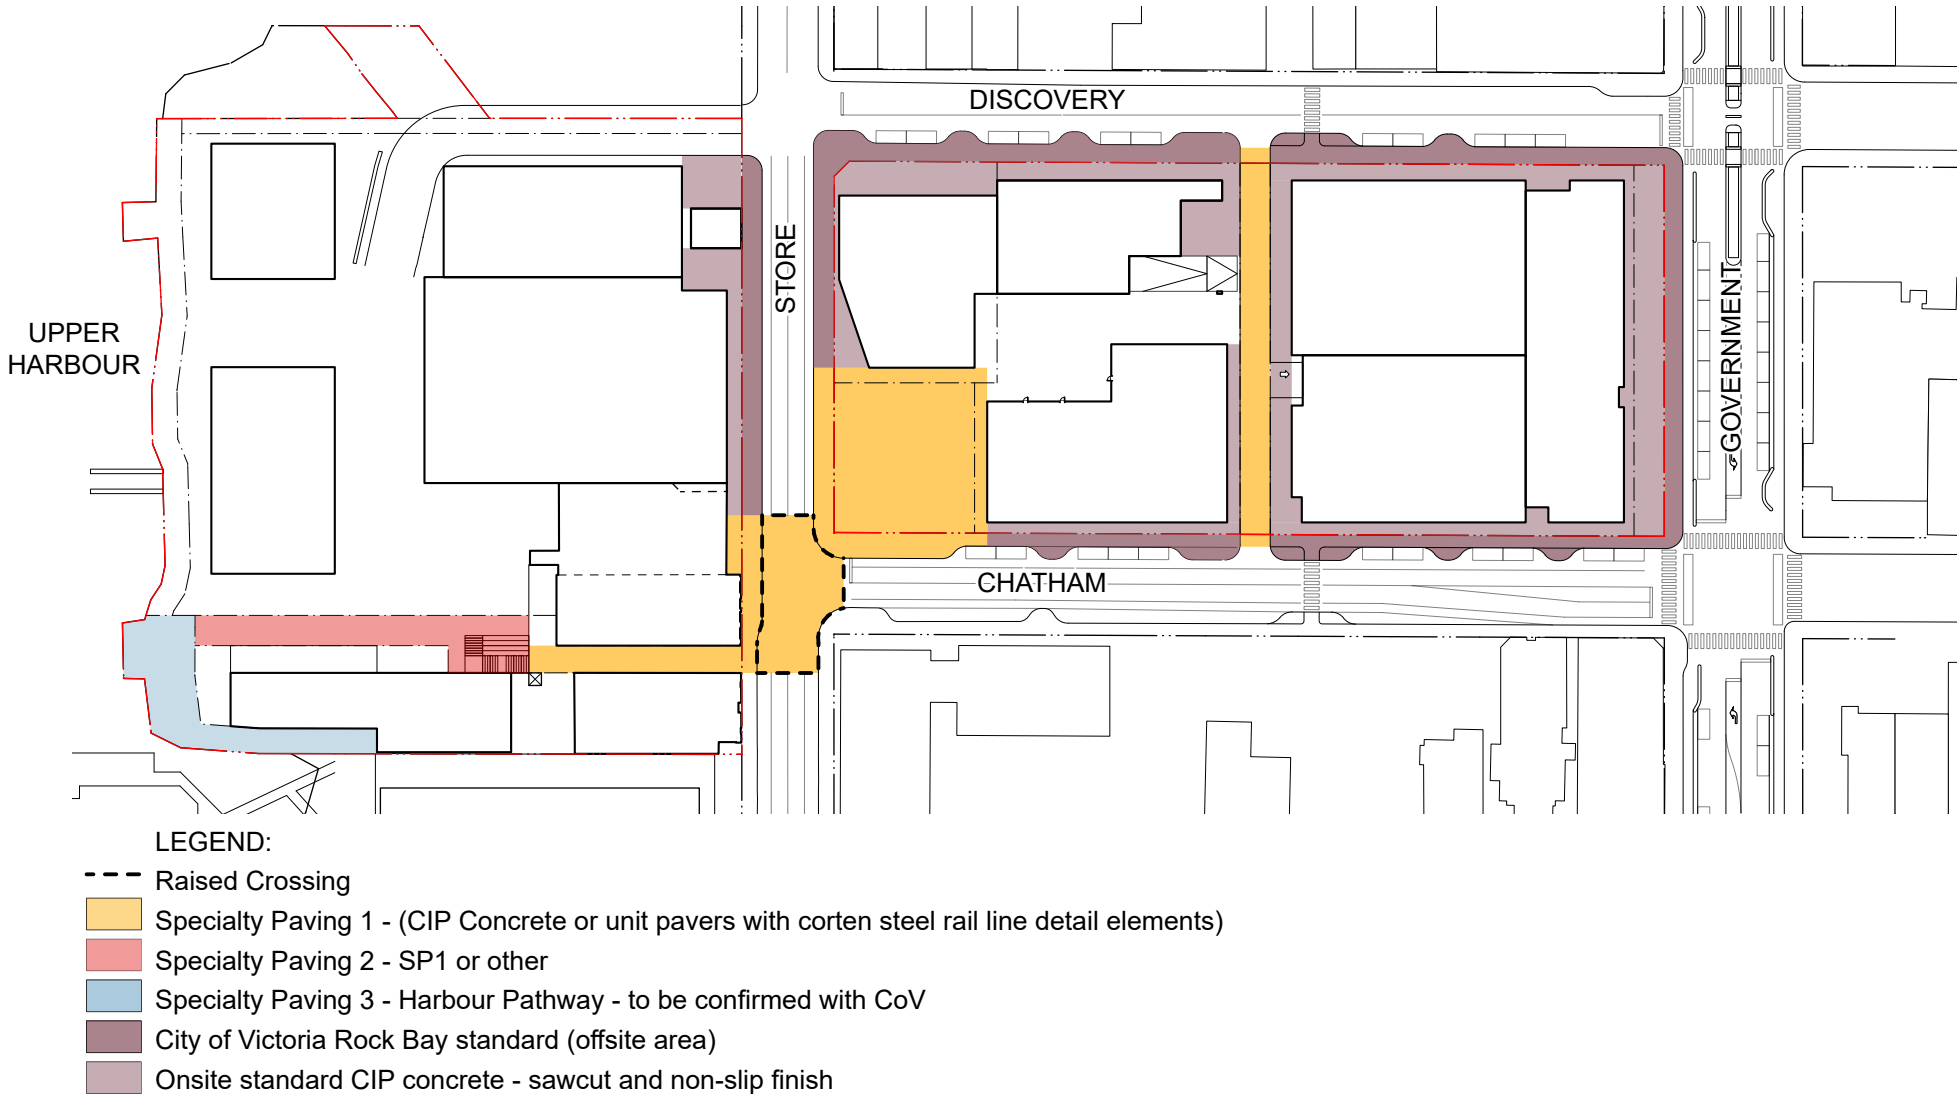 DISCOVERY
STORE
GOVERNMENT
UPPER
HARBOUR
CHATHAM
LEGEND:
Raised Crossing
Specialty Paving 1 - (CIP Concrete or unit pavers with corten steel rail line detail elements)
Specialty Paving 2 - SP1 or other
Specialty Paving 3 - Harbour Pathway - to be confirmed with CoV
City of Victoria Rock Bay standard (offsite area)
Onsite standard CIP concrete - sawcut and non-slip finish